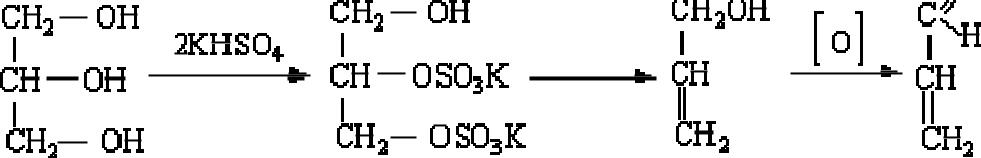 CH₂— OH
CH—OH
CH₂— OH
2KHSO₄
CH₂— OH
CH—OSO₃K
CH₂—OSO₃K
CH₂OH
CH
CH₂
[O]
C
H
CH
CH₂